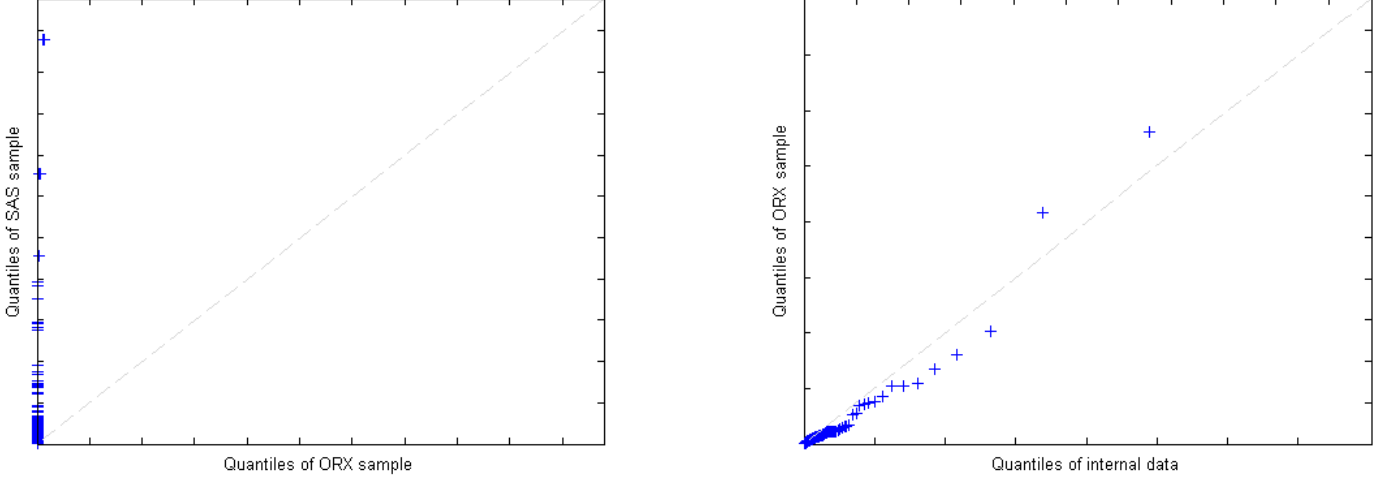 Quantiles of SAS sample
Quantiles of ORX sample
Quantiles of ORX sample
Quantiles of internal data